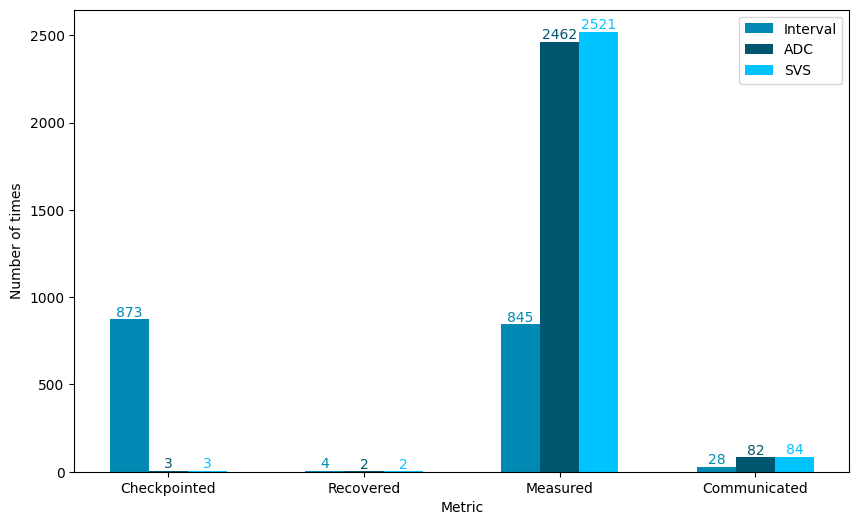 Interval
ADC
SVS
Number of times
2500
2000
1500
1000
500
0
873
3
3
4
2
2
845
2462
2521
28
82
84
Checkpointed
Recovered
Measured
Communicated
Metric